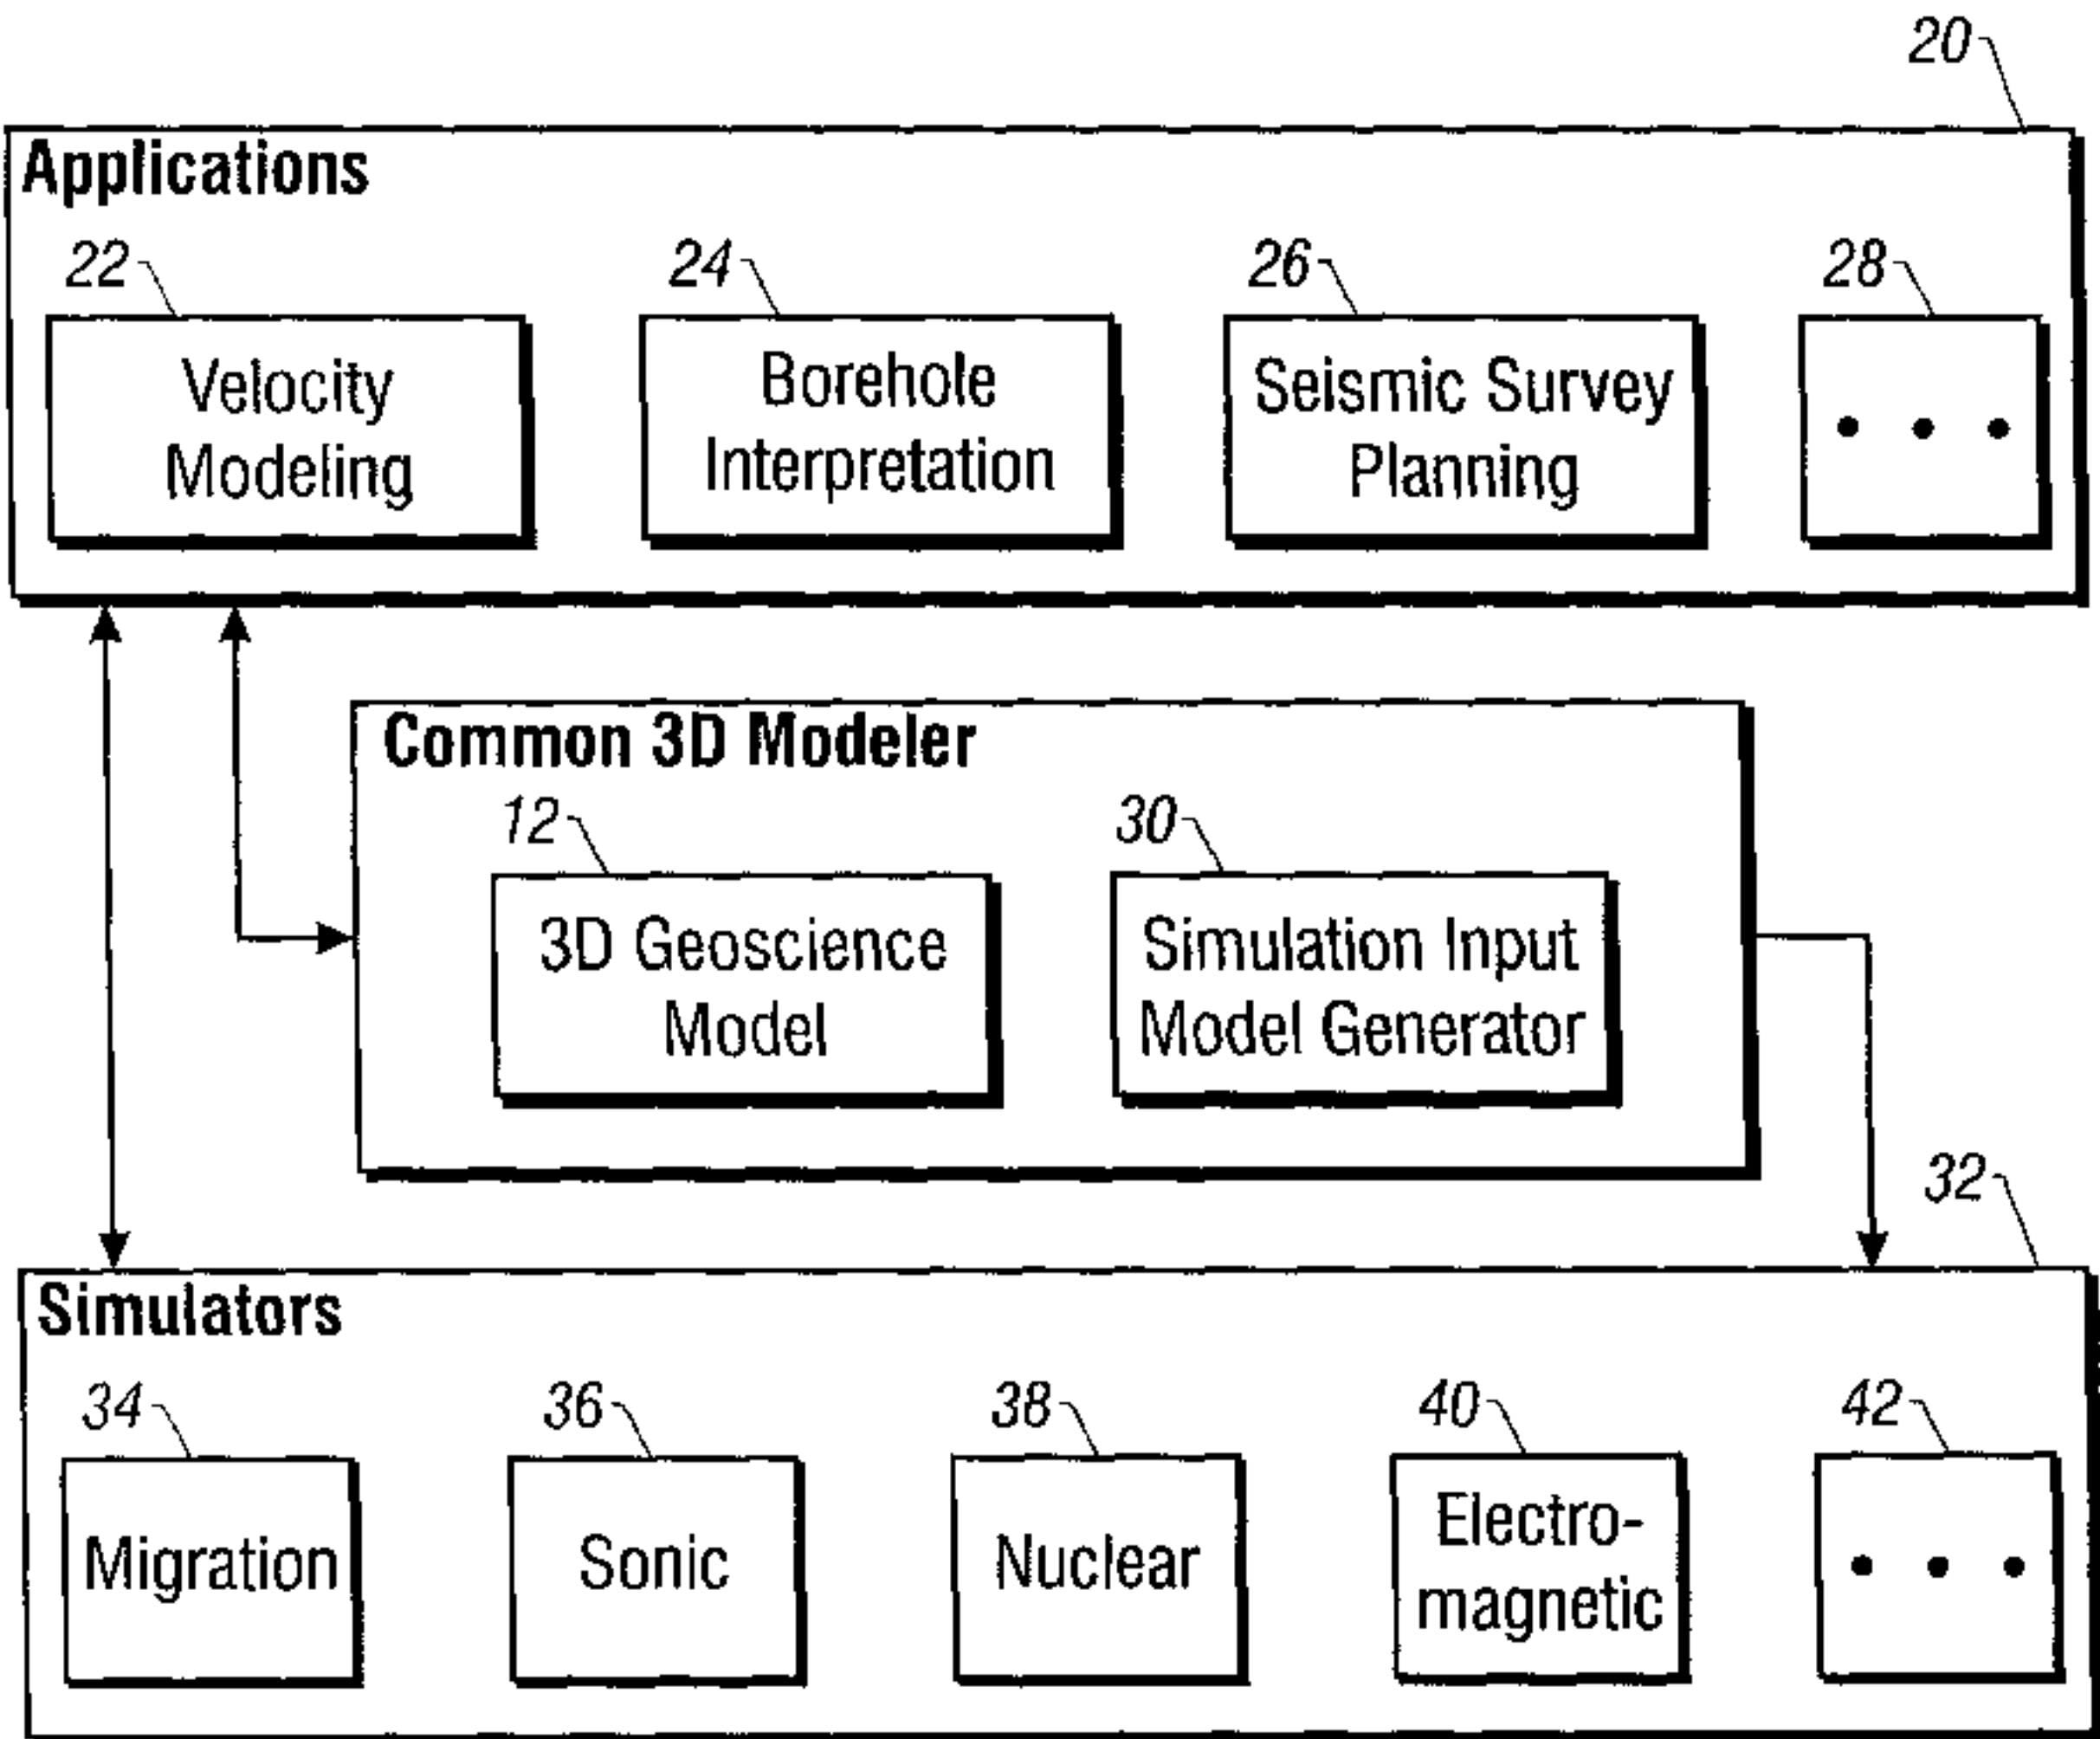 20
Applications
22
24
26
28
Velocity
Modeling
Borehole
Interpretation
Seismic Survey
Planning
• • •
Common 3D Modeler
12
30
3D Geoscience
Model
Simulation Input
Model Generator
32
Simulators
34
36
38
40
42
Migration
Sonic
Nuclear
Electro-
magnetic
• • •